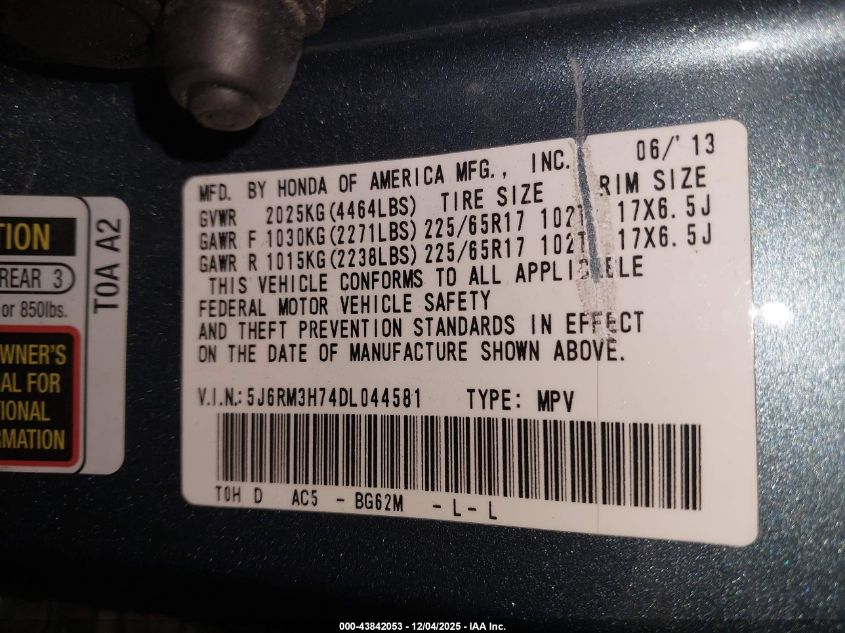 MFD. BY HONDA OF AMERICA MFG., INC. 06/'13
GVWR 2025KG(4464LBS) TIRE SIZE RIM SIZE
GAWR F 1030KG(2271LBS) 225/65R17 102T 17X6.5J
GAWR R 1015KG(2238LBS) 225/65R17 102T 17X6.5J
THIS VEHICLE CONFORMS TO ALL APPLICABLE
FEDERAL MOTOR VEHICLE SAFETY
AND THEFT PREVENTION STANDARDS IN EFFECT
ON THE DATE OF MANUFACTURE SHOWN ABOVE.
V.I.N.: 5J6RM3H74DL044581 TYPE: MPV
T0H D AC5 - BG62M - L - L
TION
REAR 3
or 850lbs.
OWNER'S
AL FOR
TIONAL
RMATION
T0A A2
000-43842053 - 12/04/2025 - IAA Inc.